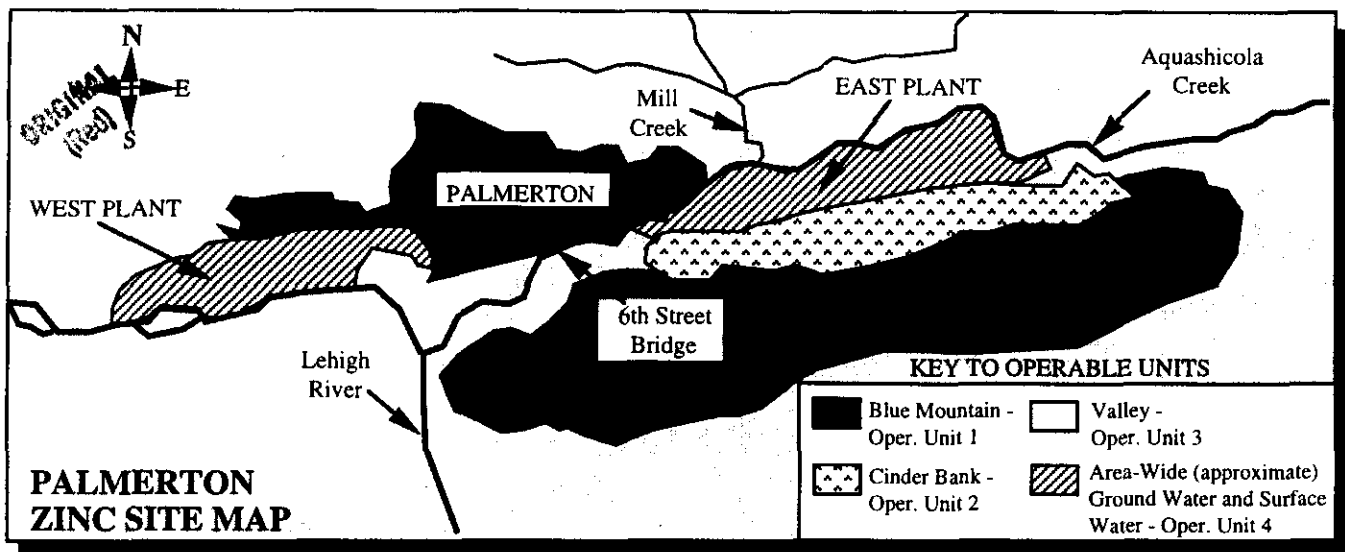 N
E
S
ORIGINAL
(Red)
WEST PLANT
PALMERTON
Mill
Creek
EAST PLANT
Aquashicola
Creek
6th Street
Bridge
Lehigh
River
PALMERTON
ZINC SITE MAP
KEY TO OPERABLE UNITS
Blue Mountain -
Oper. Unit 1
Cinder Bank -
Oper. Unit 2
Valley -
Oper. Unit 3
Area-Wide (approximate)
Ground Water and Surface
Water - Oper. Unit 4